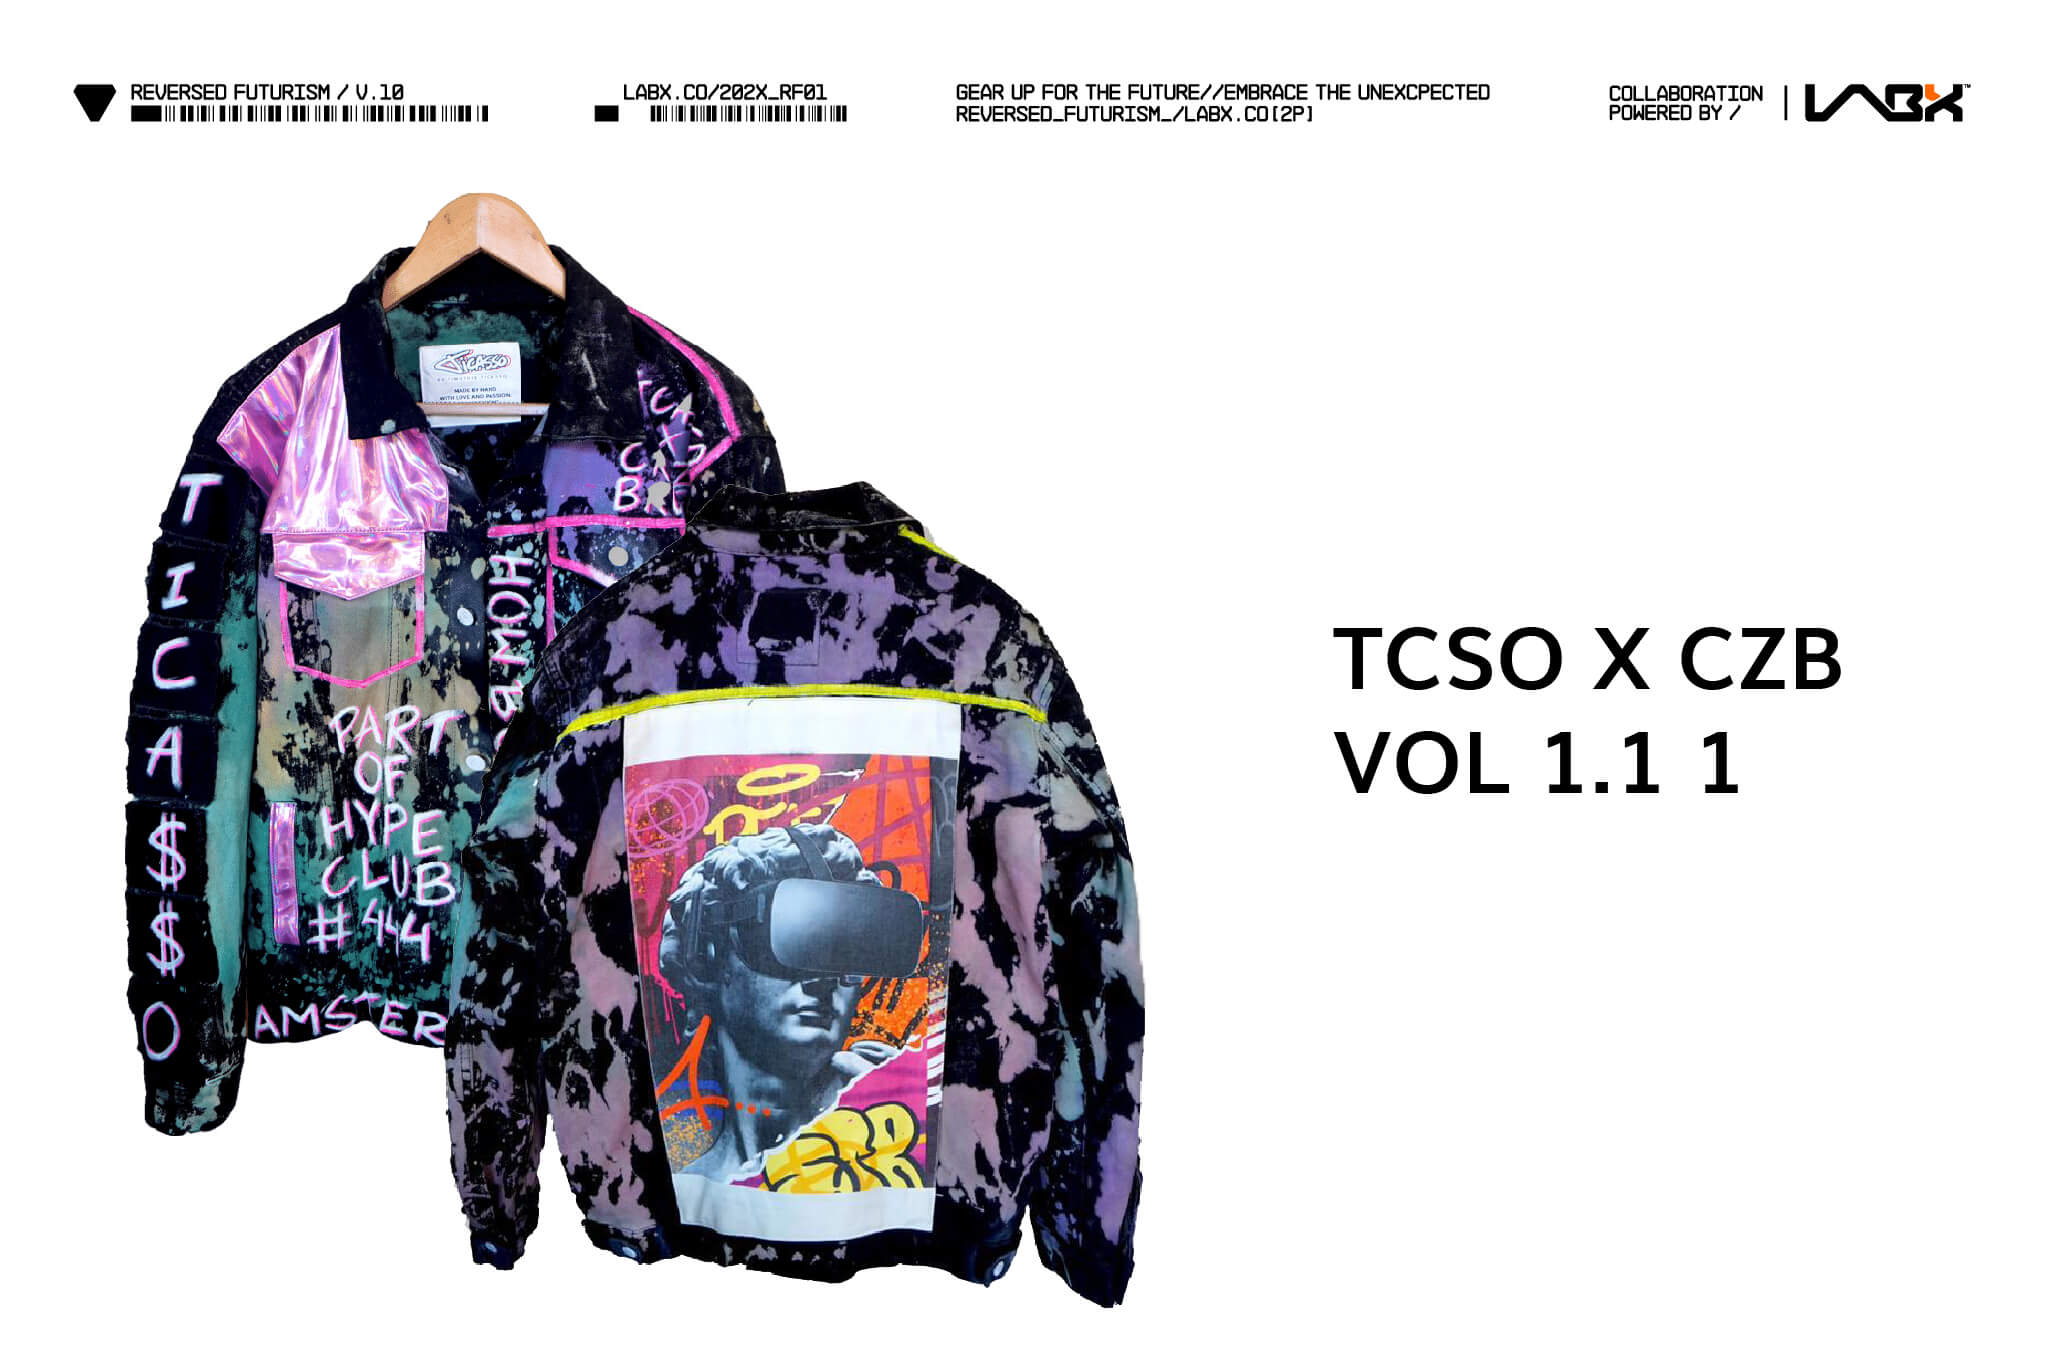 REVERSED FUTURISM / V.10
LABX.CO/202X_RF01
GEAR UP FOR THE FUTURE//EMBRACE THE UNEXCPECTED
REVERSED_FUTURISM_/LABX.CO[2P]
COLLABORATION
POWERED BY /
LABX™
TICASSO
MADE BY HAND
WITH LOVE AND PASSION
T
I
C
A
$
$
O
PART
OF
HYPE
CLUB
# 444
AMSTER
TCSO X CZB
VOL 1.1 1